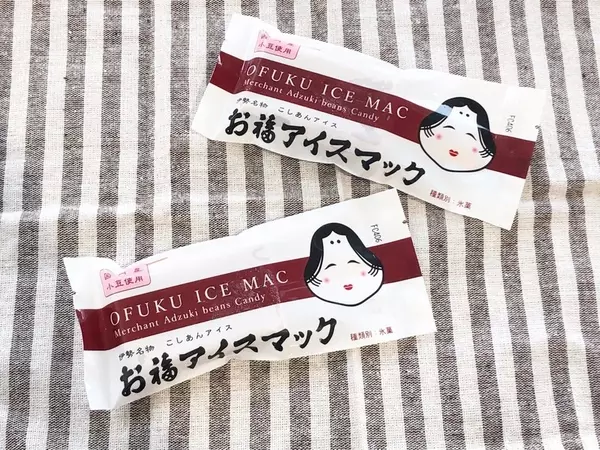 小豆使用
OFUKU ICE MAC
Merchant Adzuki beans Candy
伊勢名物 こしあんアイス
お福アイスマック
種類別 氷菓
小豆使用
OFUKU ICE MAC
Merchant Adzuki beans Candy
伊勢名物 こしあんアイス
お福アイスマック
種類別 氷菓